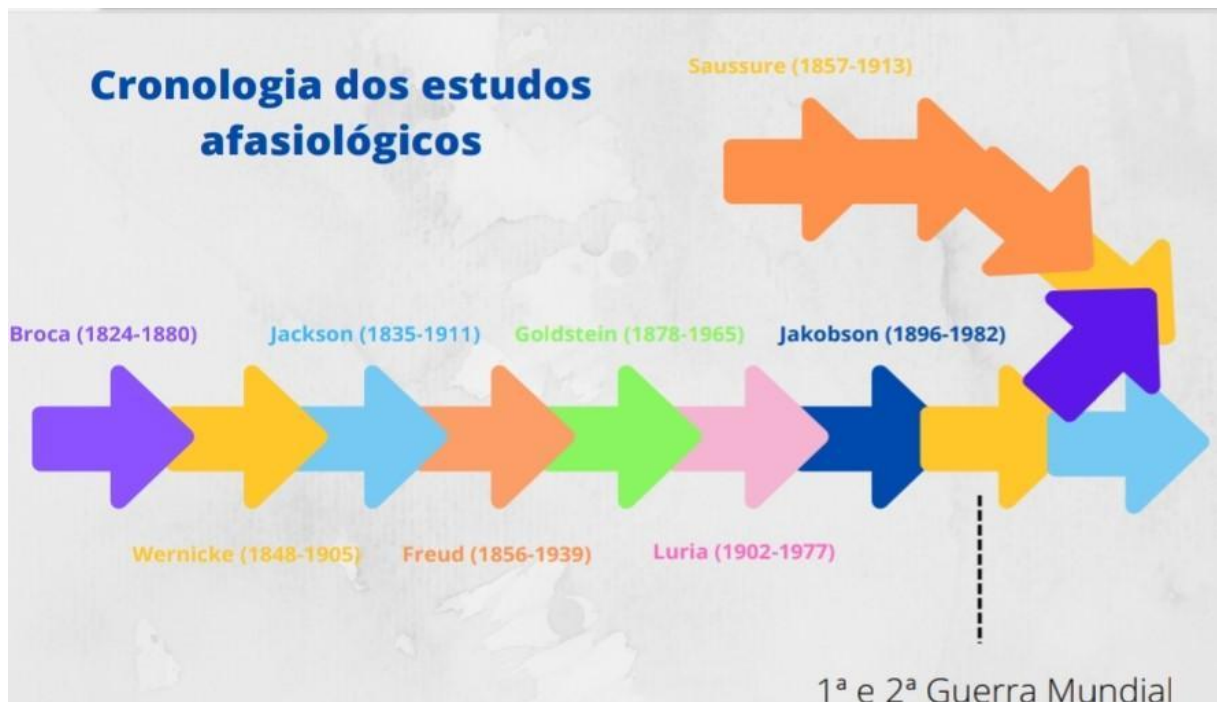 Cronologia dos estudos
afasiológicos
Saussure (1857-1913)
Broca (1824-1880)
Jackson (1835-1911)
Goldstein (1878-1965)
Jakobson (1896-1982)
Wernicke (1848-1905)
Freud (1856-1939)
Luria (1902-1977)
1ª e 2ª Guerra Mundial